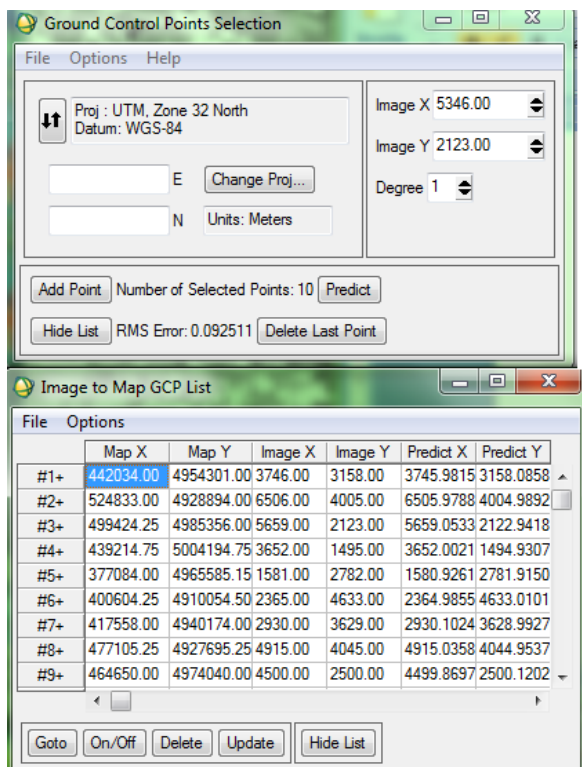 Ground Control Points Selection
File Options Help
Proj : UTM, Zone 32 North
Datum: WGS-84
E Change Proj...
N Units: Meters
Image X 5346.00
Image Y 2123.00
Degree 1
Add Point Number of Selected Points: 10 Predict
Hide List RMS Error: 0.092511 Delete Last Point
Image to Map GCP List
File Options
Map X Map Y Image X Image Y Predict X Predict Y
#1+ 442034.00 4954301.00 3746.00 3158.00 3745.9815 3158.0858
#2+ 524833.00 4928894.00 6506.00 4005.00 6505.9788 4004.9892
#3+ 499424.25 4985356.00 5659.00 2123.00 5659.0533 2122.9418
#4+ 439214.75 5004194.75 3652.00 1495.00 3652.0021 1494.9307
#5+ 377084.00 4965585.15 1581.00 2782.00 1580.9261 2781.9150
#6+ 400604.25 4910054.50 2365.00 4633.00 2364.9855 4633.0101
#7+ 417558.00 4940174.00 2930.00 3629.00 2930.1024 3628.9927
#8+ 477105.25 4927695.25 4915.00 4045.00 4915.0358 4044.9537
#9+ 464650.00 4974040.00 4500.00 2500.00 4499.8697 2500.1202
Goto On/Off Delete Update Hide List